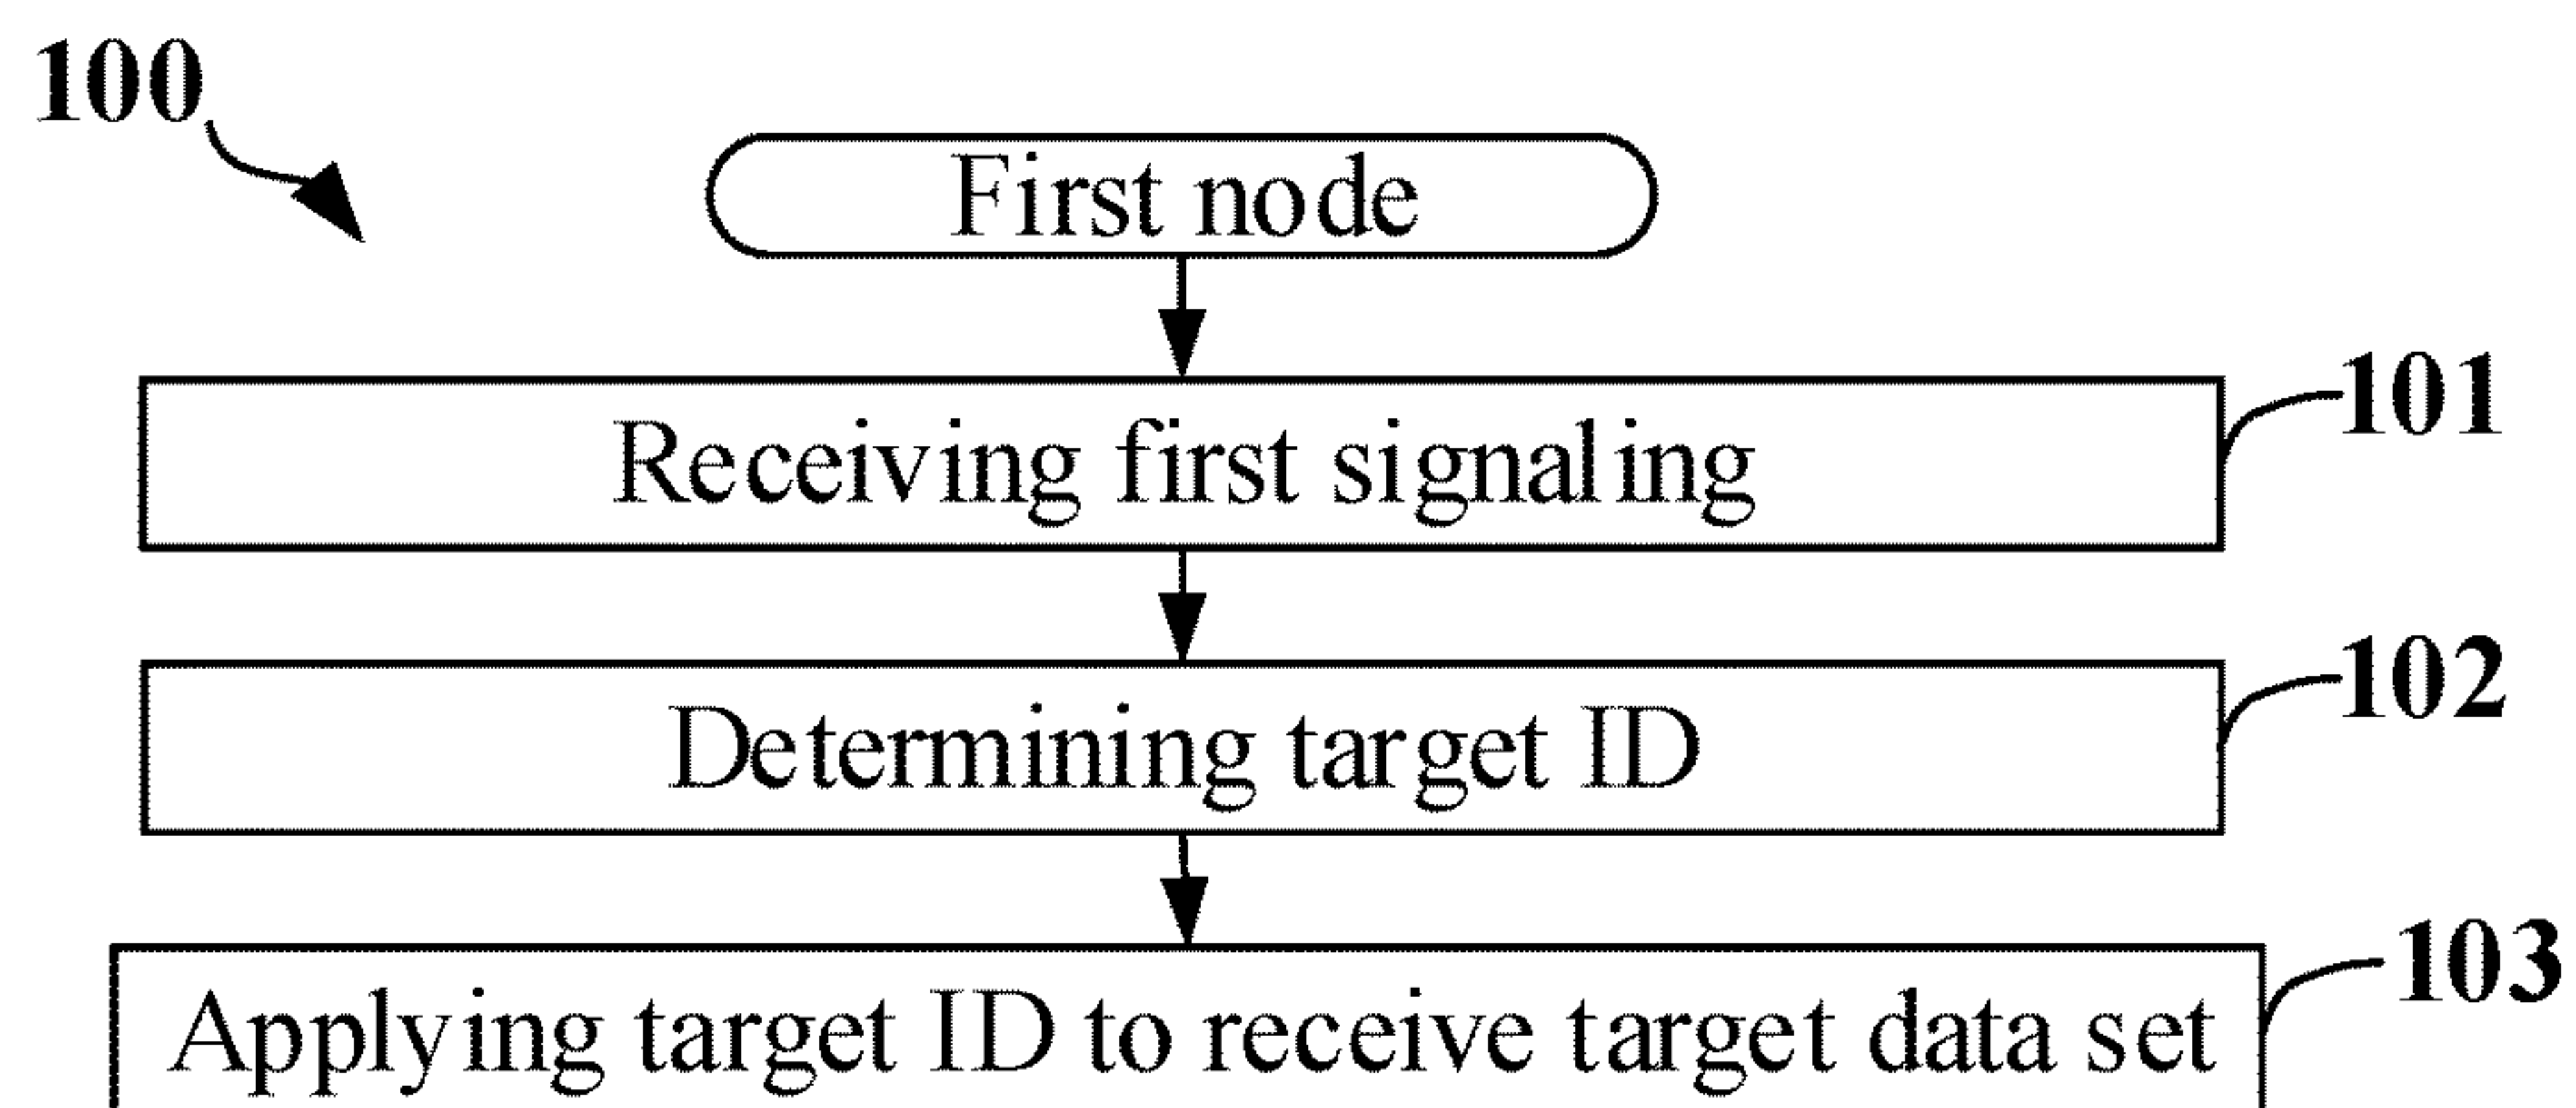 100
First node
Receiving first signaling
101
Determining target ID
102
Applying target ID to receive target data set
103